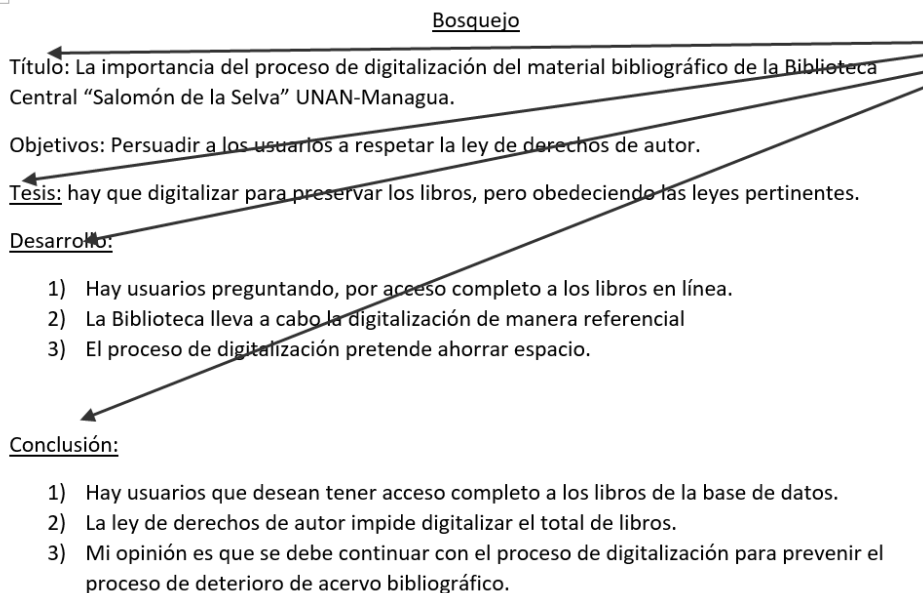 Bosquejo
Título: La importancia del proceso de digitalización del material bibliográfico de la Biblioteca
Central “Salomón de la Selva” UNAN-Managua.
Objetivos: Persuadir a los usuarios a respetar la ley de derechos de autor.
Tesis: hay que digitalizar para preservar los libros, pero obedeciendo las leyes pertinentes.
Desarrollo:
1) Hay usuarios preguntando, por acceso completo a los libros en línea.
2) La Biblioteca lleva a cabo la digitalización de manera referencial
3) El proceso de digitalización pretende ahorrar espacio.
Conclusión:
1) Hay usuarios que desean tener acceso completo a los libros de la base de datos.
2) La ley de derechos de autor impide digitalizar el total de libros.
3) Mi opinión es que se debe continuar con el proceso de digitalización para prevenir el
proceso de deterioro de acervo bibliográfico.